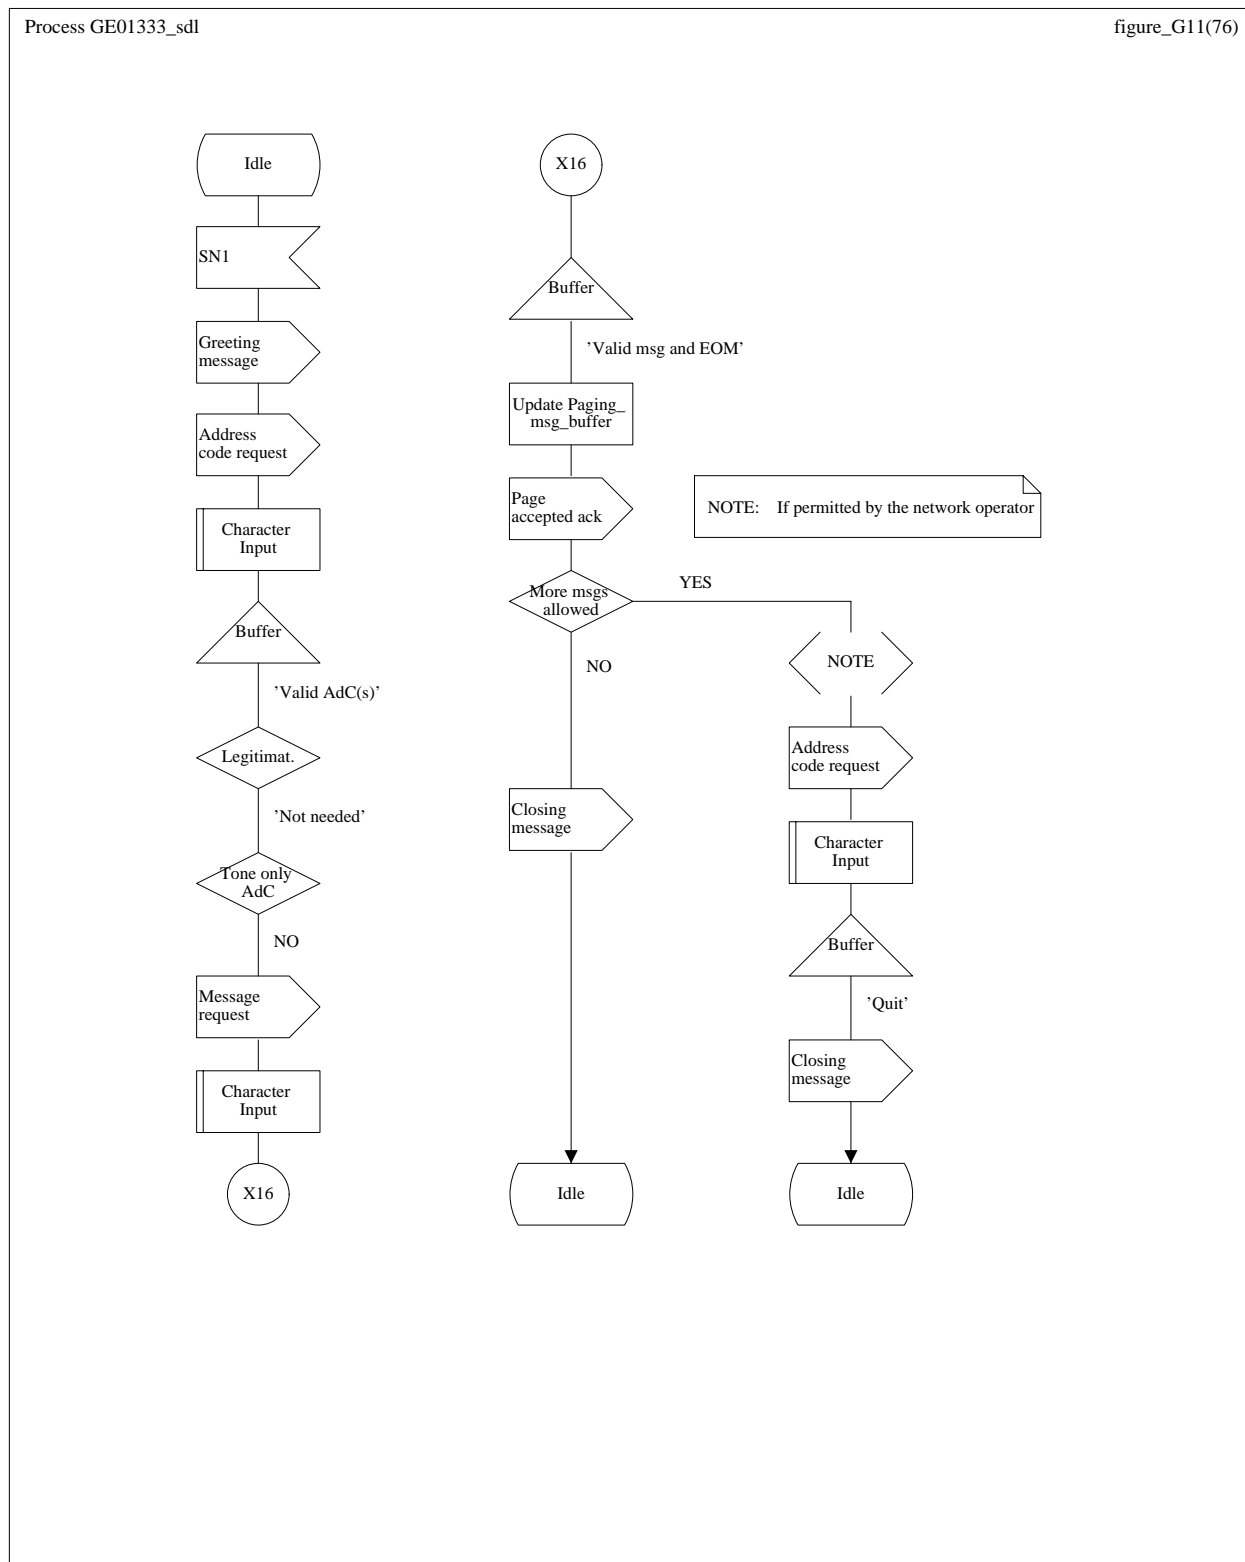 Process GE01333_sdl
figure_G11(76)
Idle
SN1
Greeting
message
Address
code request
Character
Input
Buffer
'Valid AdC(s)'
Legitimat.
'Not needed'
Tone only
AdC
NO
Message
request
Character
Input
X16
X16
Buffer
'Valid msg and EOM'
Update Paging_
msg_buffer
Page
accepted ack
NOTE: If permitted by the network operator
More msgs
allowed
YES
NO
Closing
message
Idle
NOTE
Address
code request
Character
Input
Buffer
'Quit'
Closing
message
Idle